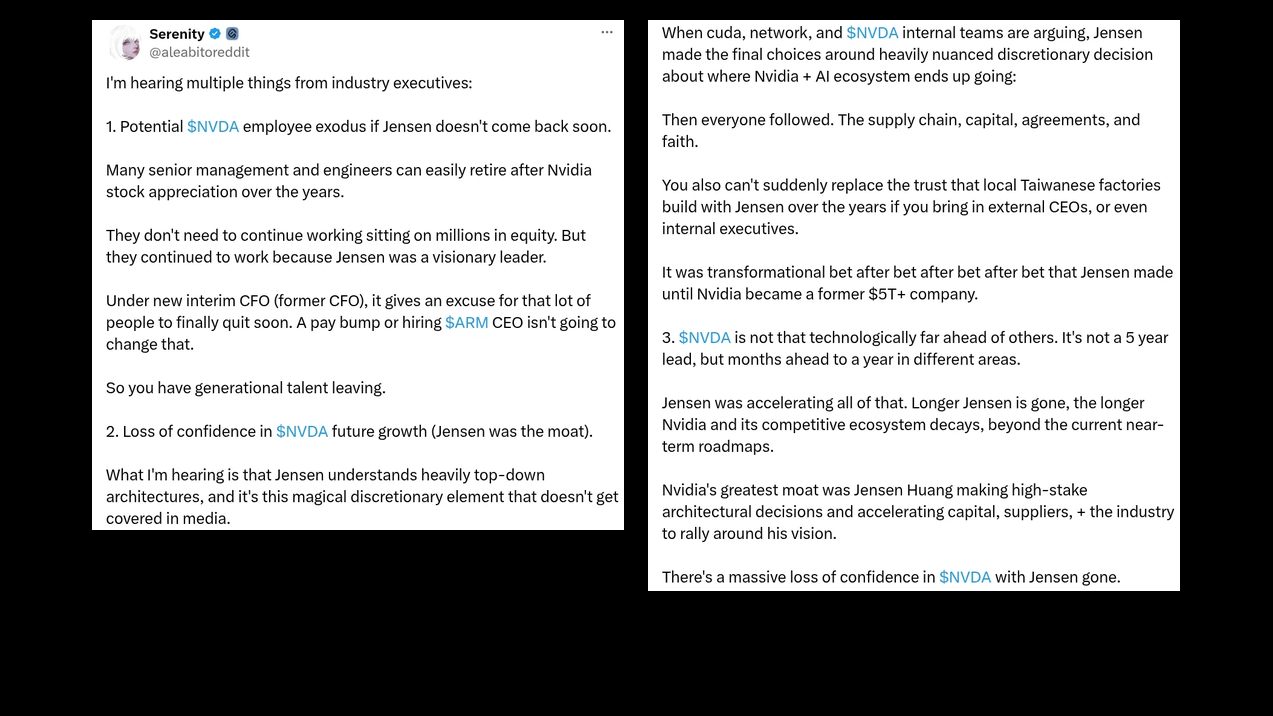 Serenity
@aleabitoreddit
I'm hearing multiple things from industry executives:
1. Potential $NVDA employee exodus if Jensen doesn't come back soon.
Many senior management and engineers can easily retire after Nvidia
stock appreciation over the years.
They don't need to continue working sitting on millions in equity. But
they continued to work because Jensen was a visionary leader.
Under new interim CFO (former CFO), it gives an excuse for that lot of
people to finally quit soon. A pay bump or hiring $ARM CEO isn't going to
change that.
So you have generational talent leaving.
2. Loss of confidence in $NVDA future growth (Jensen was the moat).
What I'm hearing is that Jensen understands heavily top-down
architectures, and it's this magical discretionary element that doesn't get
covered in media.
When cuda, network, and $NVDA internal teams are arguing, Jensen
made the final choices around heavily nuanced discretionary decision
about where Nvidia + AI ecosystem ends up going:
Then everyone followed. The supply chain, capital, agreements, and
faith.
You also can't suddenly replace the trust that local Taiwanese factories
build with Jensen over the years if you bring in external CEOs, or even
internal executives.
It was transformational bet after bet after bet after bet that Jensen made
until Nvidia became a former $5T+ company.
3. $NVDA is not that technologically far ahead of others. It's not a 5 year
lead, but months ahead to a year in different areas.
Jensen was accelerating all of that. Longer Jensen is gone, the longer
Nvidia and its competitive ecosystem decays, beyond the current near-
term roadmaps.
Nvidia's greatest moat was Jensen Huang making high-stake
architectural decisions and accelerating capital, suppliers, + the industry
to rally around his vision.
There's a massive loss of confidence in $NVDA with Jensen gone.